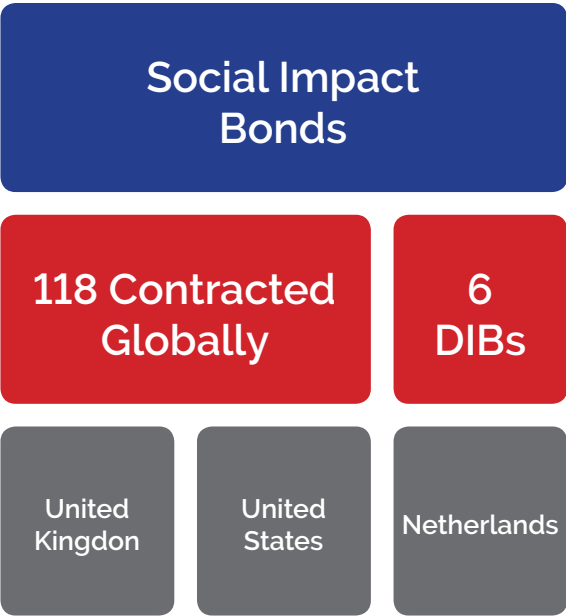 Social Impact
Bonds
118 Contracted
Globally
6
DIBs
United
Kingdon
United
States
Netherlands